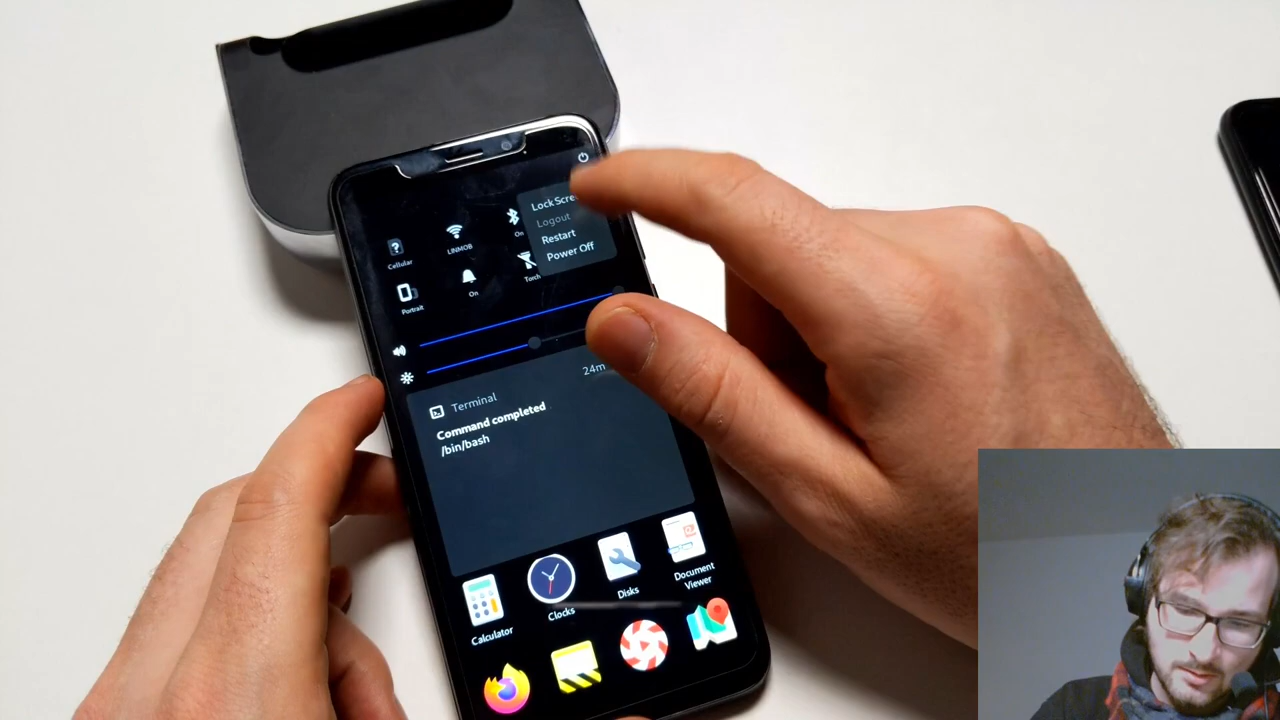 Lock Scre
Logout
Restart
Power Off
Cellular
LINMOB
On
Portrait
On
Torch
24m
Terminal
Command completed
/bin/bash
Calculator
Clocks
Disks
Document
Viewer